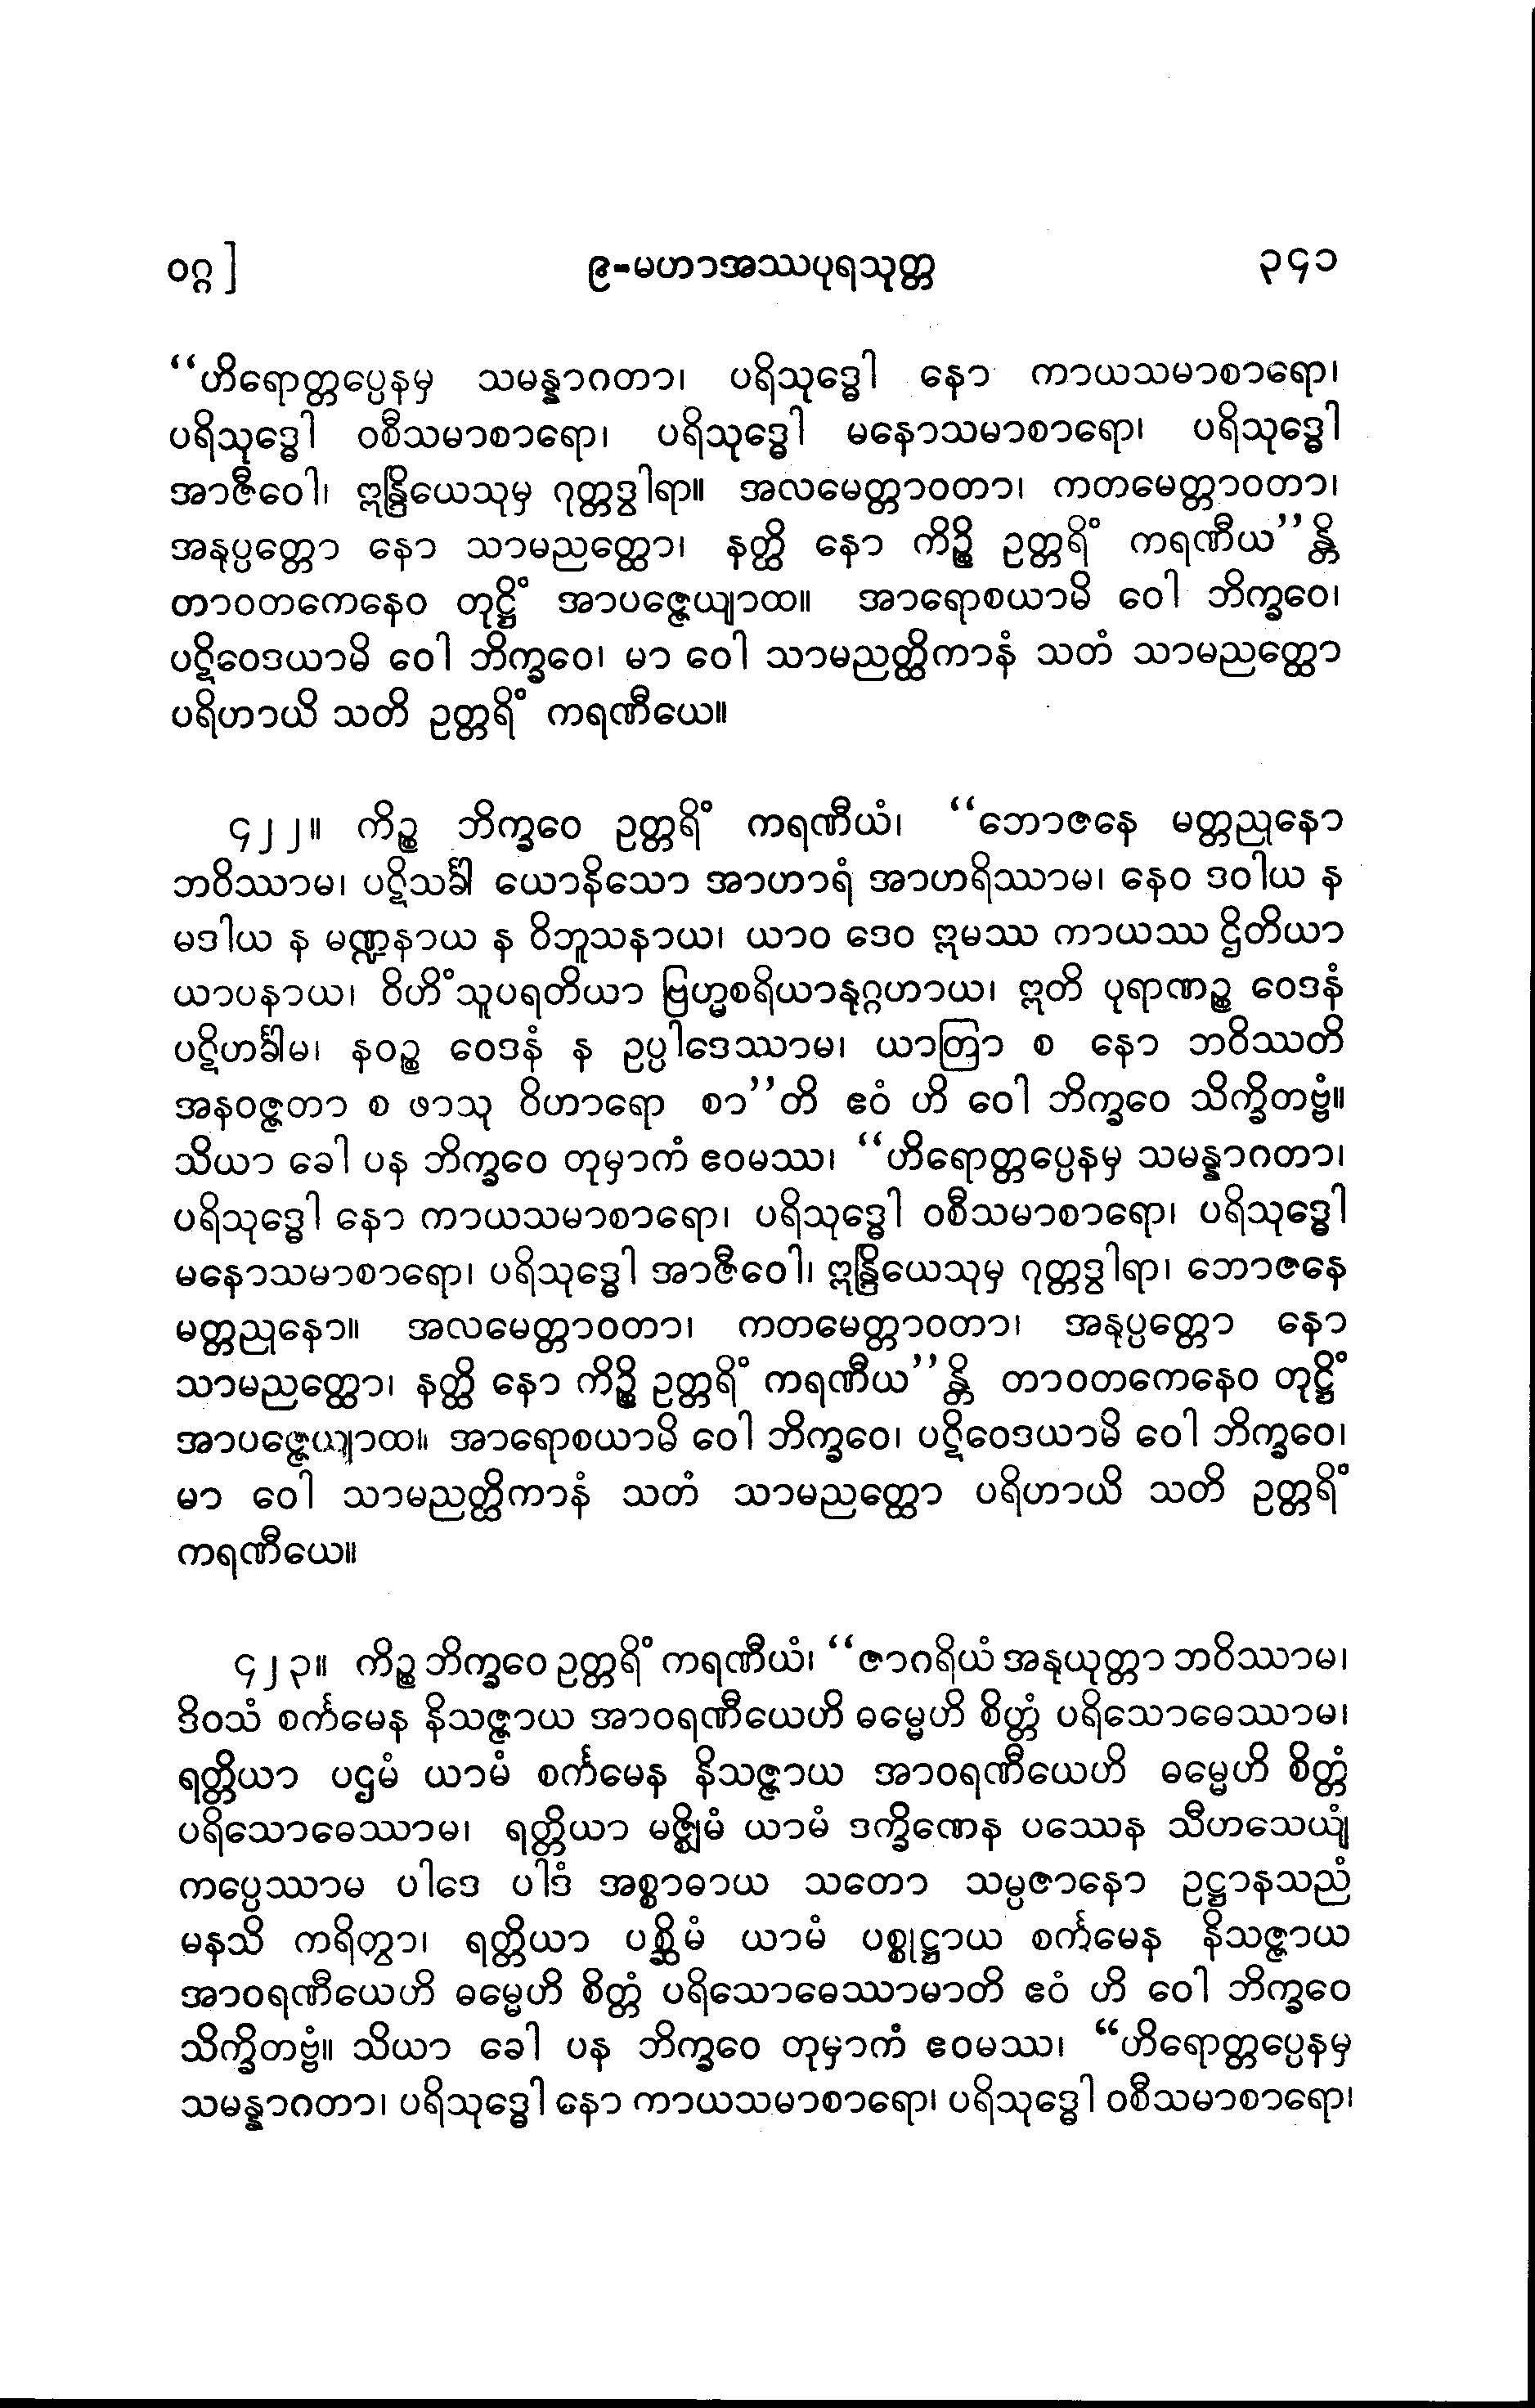 ဝဂ္ဂ ]
၉-မဟာအဿပုရသုတ္တ
၃၄၁
“ဟိရောတ္တပ္ပေနမှ သမန္နာဂတာ၊ ပရိသုဒ္ဓေါ နော ကာယသမာစာရော၊
ပရိသုဒ္ဓေါ ဝစီသမာစာရော၊ ပရိသုဒ္ဓေါ မနောသမာစာရော၊ ပရိသုဒ္ဓေါ
အာဇီဝေါ၊ ဣန္ဒြိယေသုမှ ဂုတ္တဒွါရာ။ အလမေတ္တာဝတာ၊ ကတမေတ္တာဝတာ၊
အနုပ္ပတ္တော နော သာမညတ္ထော၊ နတ္ထိ နော ကိဉ္စိ ဥတ္တရိံ ကရဏီယ”န္တိ
တာဝတကေနေဝ တုဋ္ဌိံ အာပဇ္ဇေယျာထ။ အာရောစယာမိ ဝေါ ဘိက္ခဝေ၊
ပဋိဝေဒယာမိ ဝေါ ဘိက္ခဝေ၊ မာ ဝေါ သာမညတ္ထိကာနံ သတံ သာမညတ္ထော
ပရိဟာယိ သတိ ဥတ္တရိံ ကရဏီယေ။
၄၂၂။ ကိဉ္စ ဘိက္ခဝေ ဥတ္တရိံ ကရဏီယံ၊ “ဘောဇနေ မတ္တညုနော
ဘဝိဿာမ၊ ပဋိသင်္ခါ ယောနိသော အာဟာရံ အာဟရိဿာမ၊ နေဝ ဒဝါယ န
မဒါယ န မဏ္ဍနာယ န ဝိဘူသနာယ၊ ယာဝ ဒေဝ ဣမဿ ကာယဿ ဌိတိယာ
ယာပနာယ၊ ဝိဟိံသူပရတိယာ ဗြဟ္မစရိယာနုဂ္ဂဟာယ၊ ဣတိ ပုရာဏဉ္စ ဝေဒနံ
ပဋိဟင်္ခါမ၊ နဝဉ္စ ဝေဒနံ န ဥပ္ပါဒေဿာမ၊ ယာတြာ စ နော ဘဝိဿတိ
အနဝဇ္ဇတာ စ ဖာသု ဝိဟာရော စာ”တိ ဧဝံ ဟိ ဝေါ ဘိက္ခဝေ သိက္ခိတဗ္ဗံ။
သိယာ ခေါ ပန ဘိက္ခဝေ တုမှာကံ ဧဝမဿ၊ “ဟိရောတ္တပ္ပေနမှ သမန္နာဂတာ၊
ပရိသုဒ္ဓေါ နော ကာယသမာစာရော၊ ပရိသုဒ္ဓေါ ဝစီသမာစာရော၊ ပရိသုဒ္ဓေါ
မနောသမာစာရော၊ ပရိသုဒ္ဓေါ အာဇီဝေါ၊ ဣန္ဒြိယေသုမှ ဂုတ္တဒွါရာ၊ ဘောဇနေ
မတ္တညုနော။ အလမေတ္တာဝတာ၊ ကတမေတ္တာဝတာ၊ အနုပ္ပတ္တော နော
သာမညတ္ထော၊ နတ္ထိ နော ကိဉ္စိ ဥတ္တရိံ ကရဏီယ”န္တိ တာဝတကေနေဝ တုဋ္ဌိံ
အာပဇ္ဇေယျာထ။ အာရောစယာမိ ဝေါ ဘိက္ခဝေ၊ ပဋိဝေဒယာမိ ဝေါ ဘိက္ခဝေ၊
မာ ဝေါ သာမညတ္ထိကာနံ သတံ သာမညတ္ထော ပရိဟာယိ သတိ ဥတ္တရိံ
ကရဏီယေ။
၄၂၃။ ကိဉ္စ ဘိက္ခဝေ ဥတ္တရိံ ကရဏီယံ၊ “ဇာဂရိယံ အနုယုတ္တာ ဘဝိဿာမ၊
ဒိဝသံ စင်္ကမေန နိသဇ္ဇာယ အာဝရဏီယေဟိ ဓမ္မေဟိ စိတ္တံ ပရိသောဓေဿာမ၊
ရတ္တိယာ ပဌမံ ယာမံ စင်္ကမေန နိသဇ္ဇာယ အာဝရဏီယေဟိ ဓမ္မေဟိ စိတ္တံ
ပရိသောဓေဿာမ၊ ရတ္တိယာ မဇ္ဈိမံ ယာမံ ဒက္ခိဏေန ပဿေန သီဟသေယျံ
ကပ္ပေဿာမ ပါဒေ ပါဒံ အစ္စာဓာယ သတော သမ္ပဇာနော ဥဋ္ဌာနသညံ
မနသိ ကရိတွာ၊ ရတ္တိယာ ပစ္ဆိမံ ယာမံ ပစ္စုဋ္ဌာယ စင်္ကမေန နိသဇ္ဇာယ
အာဝရဏီယေဟိ ဓမ္မေဟိ စိတ္တံ ပရိသောဓေဿာမာတိ ဧဝံ ဟိ ဝေါ ဘိက္ခဝေ
သိက္ခိတဗ္ဗံ။ သိယာ ခေါ ပန ဘိက္ခဝေ တုမှာကံ ဧဝမဿ၊ “ဟိရောတ္တပ္ပေနမှ
သမန္နာဂတာ၊ ပရိသုဒ္ဓေါ နော ကာယသမာစာရော၊ ပရိသုဒ္ဓေါ ဝစီသမာစာရော၊